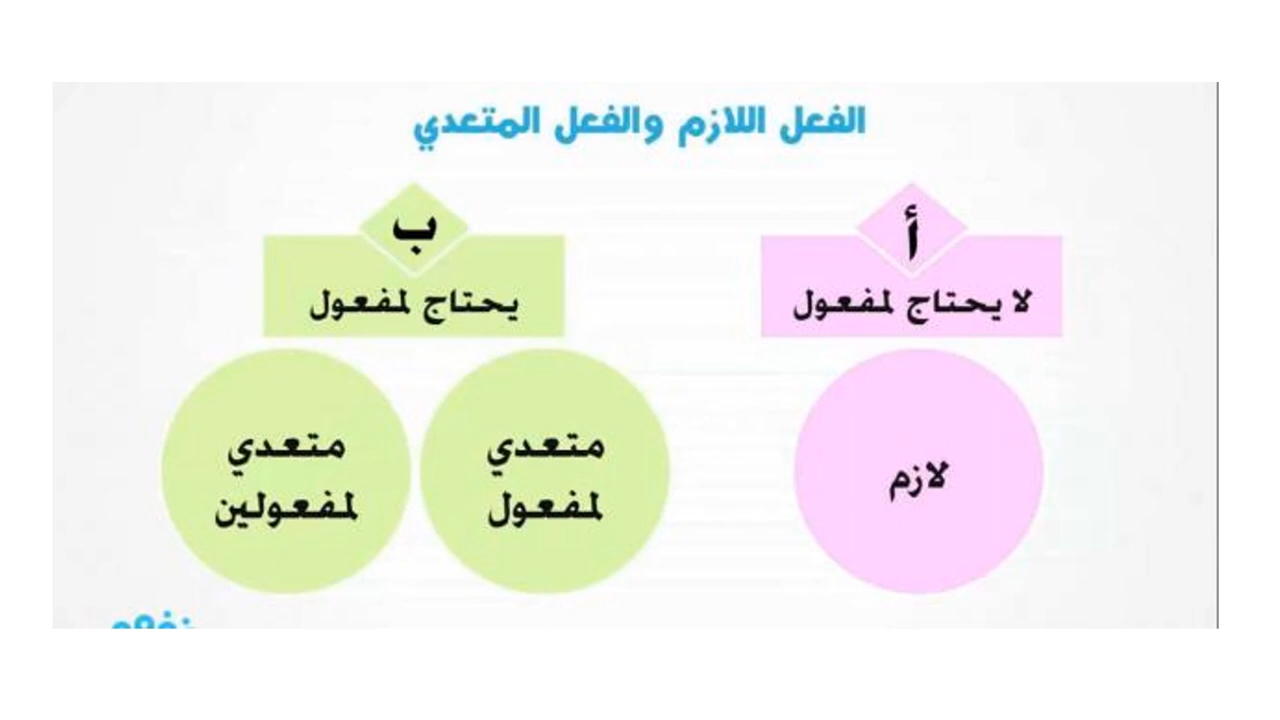 الفعل اللازم والفعل المتعدي
أ
لا يحتاج لمفعول
لازم
ب
يحتاج لمفعول
متعدي
لمفعول
متعدي
لمفعولين